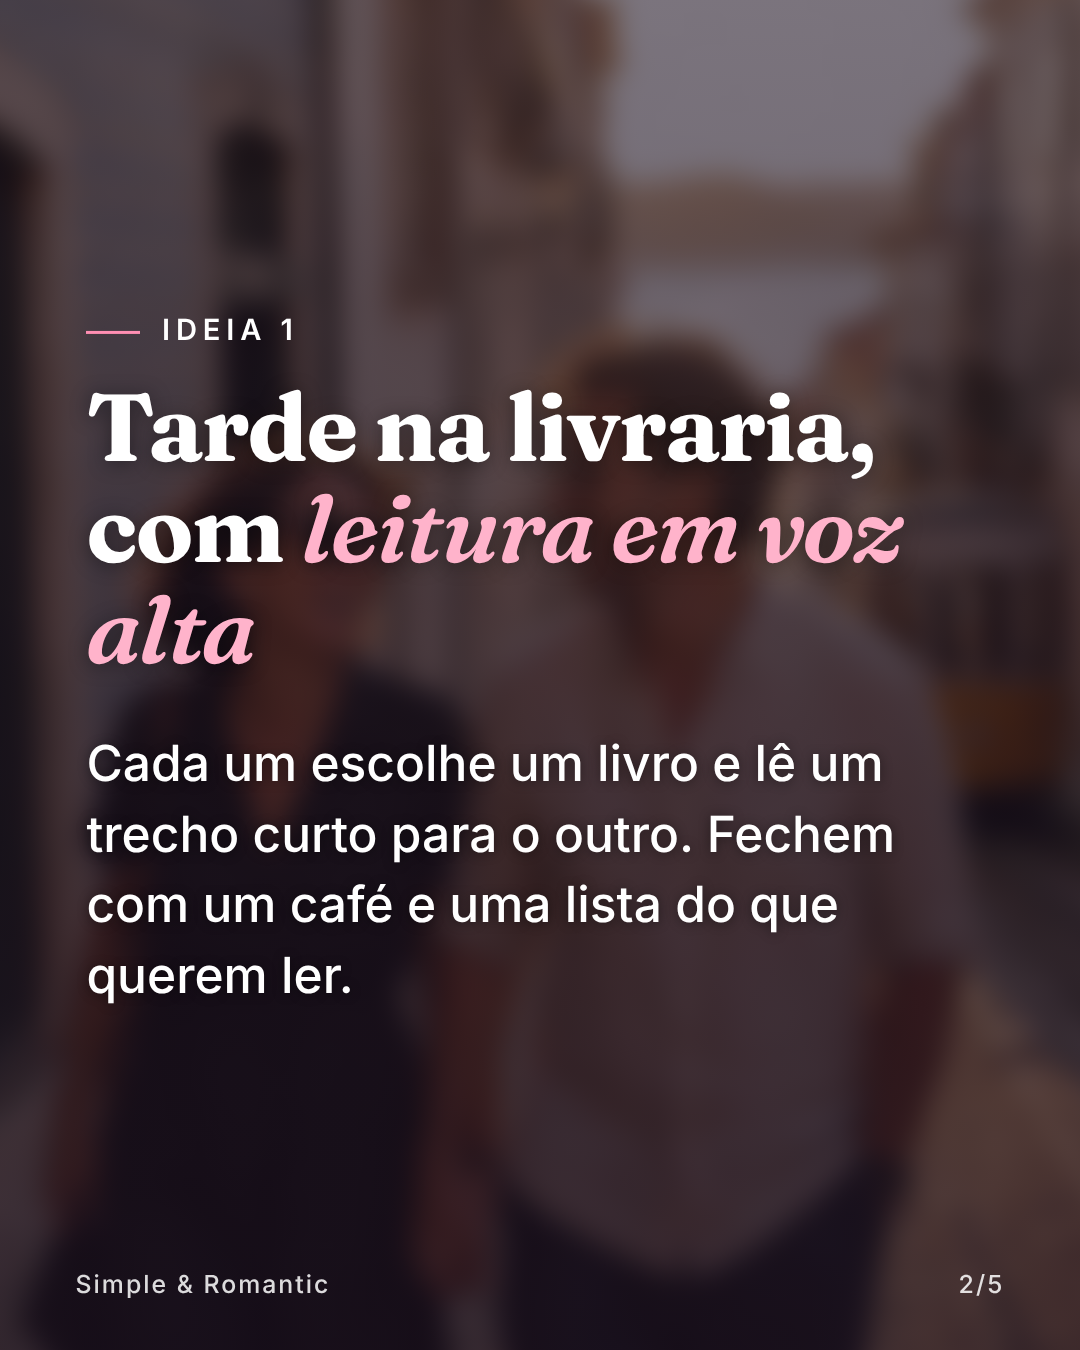 IDEIA 1
Tarde na livraria,
com leitura em voz
alta
Cada um escolhe um livro e lê um
trecho curto para o outro. Fechem
com um café e uma lista do que
querem ler.
Simple & Romantic
2/5